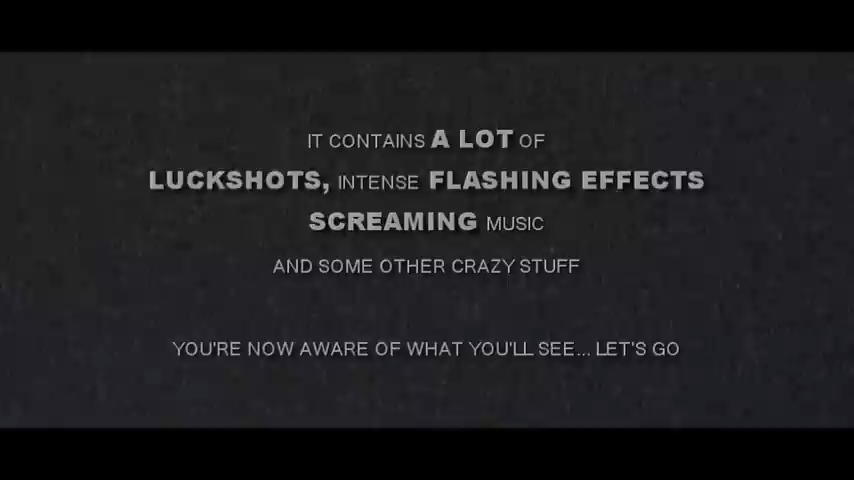 IT CONTAINS A LOT OF
LUCKSHOTS, INTENSE FLASHING EFFECTS
SCREAMING MUSIC
AND SOME OTHER CRAZY STUFF
YOU'RE NOW AWARE OF WHAT YOU'LL SEE... LET'S GO